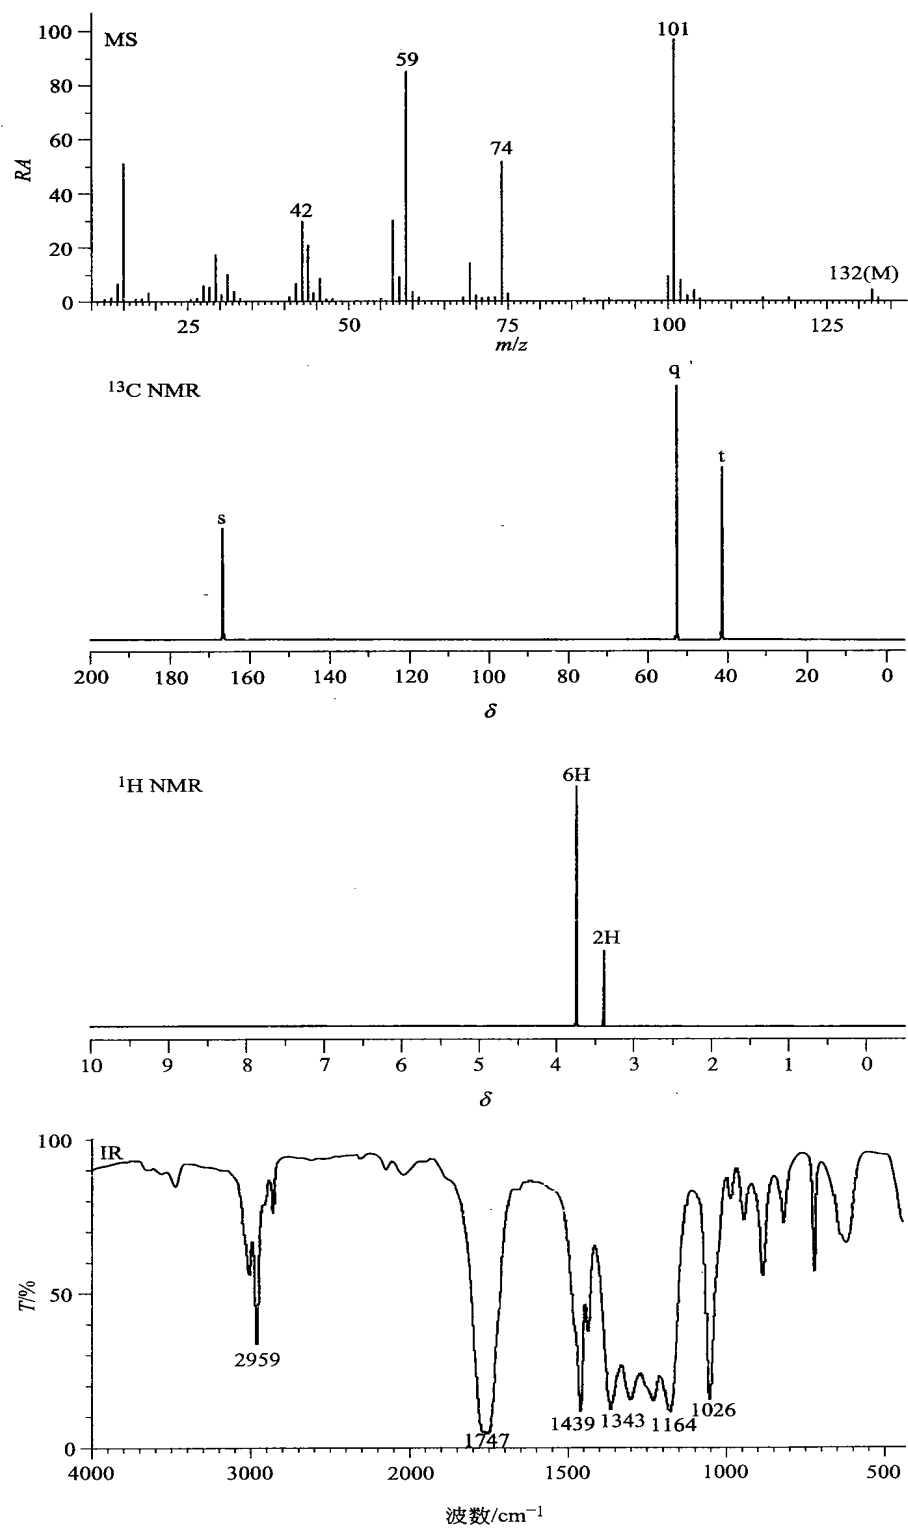 MS
RA
100
80
60
40
20
0
42
59
74
101
132(M)
25 50 75 100 125
m/z
¹³C NMR
s
q
t
200 180 160 140 120 100 80 60 40 20 0
δ
¹H NMR
6H
2H
10 9 8 7 6 5 4 3 2 1 0
δ
IR
T/%
100
50
0
2959
1747
1439
1343
1164
1026
4000 3000 2000 1500 1000 500
波数/cm⁻¹